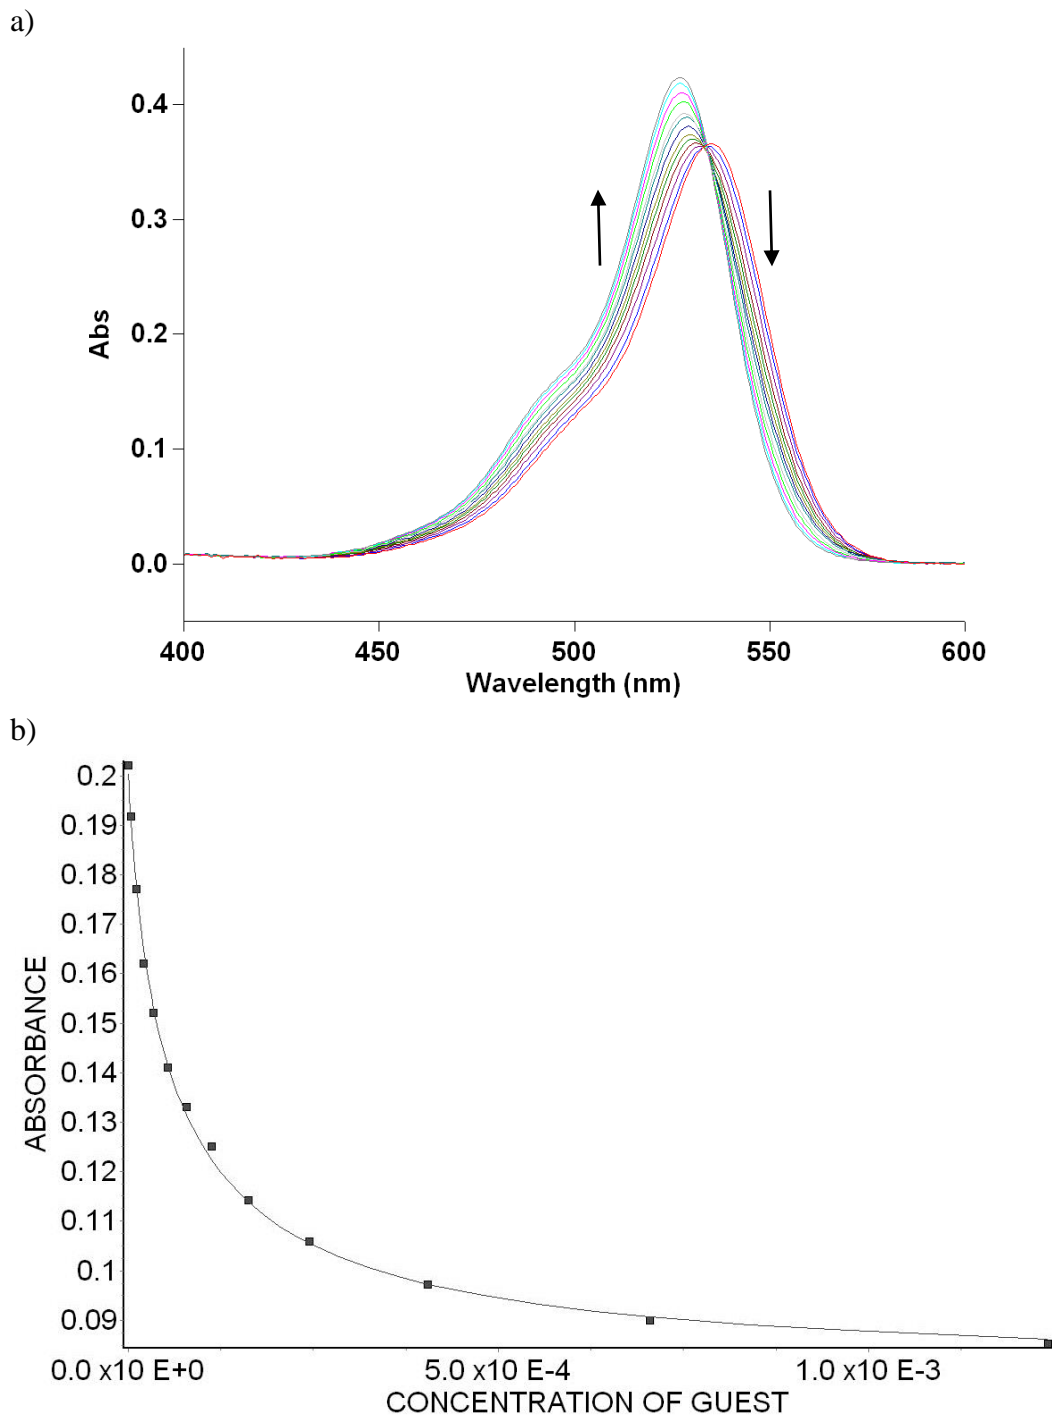 a)
0.4
0.3
0.2
0.1
0.0
Abs
400 450 500 550 600
Wavelength (nm)
b)
0.2
0.19
0.18
0.17
0.16
0.15
0.14
0.13
0.12
0.11
0.1
0.09
ABSORBANCE
0.0 x10 E+0 5.0 x10 E-4 1.0 x10 E-3
CONCENTRATION OF GUEST